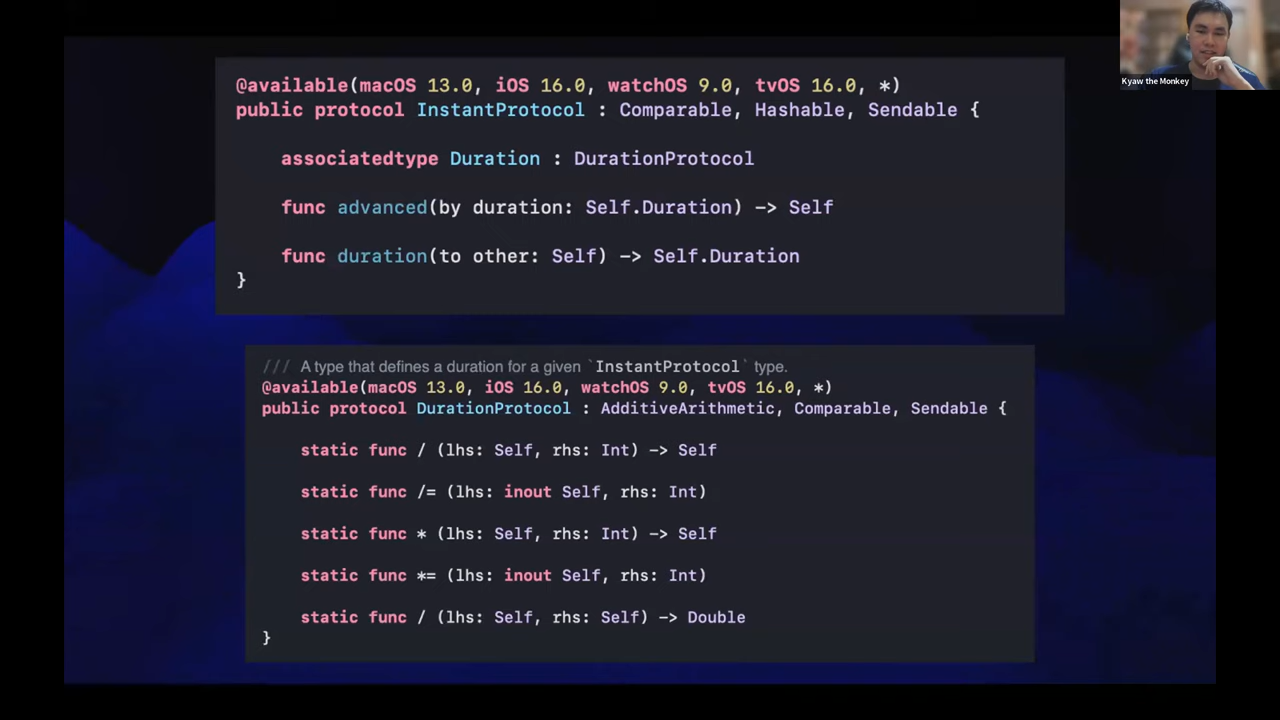 @available(macOS 13.0, iOS 16.0, watchOS 9.0, tvOS 16.0, *)
public protocol InstantProtocol : Comparable, Hashable, Sendable {
associatedtype Duration : DurationProtocol
func advanced(by duration: Self.Duration) -> Self
func duration(to other: Self) -> Self.Duration
}
/// A type that defines a duration for a given `InstantProtocol` type.
@available(macOS 13.0, iOS 16.0, watchOS 9.0, tvOS 16.0, *)
public protocol DurationProtocol : AdditiveArithmetic, Comparable, Sendable {
static func / (lhs: Self, rhs: Int) -> Self
static func /= (lhs: inout Self, rhs: Int)
static func * (lhs: Self, rhs: Int) -> Self
static func *= (lhs: inout Self, rhs: Int)
static func / (lhs: Self, rhs: Self) -> Double
}
Kyaw the Monkey